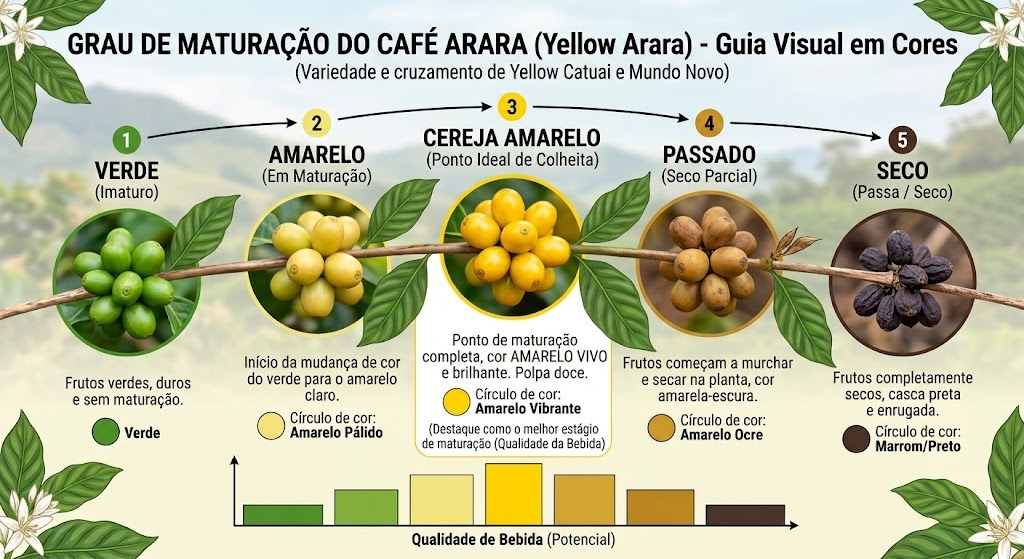 GRAU DE MATURAÇÃO DO CAFÉ ARARA (Yellow Arara) - Guia Visual em Cores
(Variedade e cruzamento de Yellow Catuai e Mundo Novo)
1
VERDE
(Imaturo)
2
AMARELO
(Em Maturação)
3
CEREJA AMARELO
(Ponto Ideal de Colheita)
4
PASSADO
(Seco Parcial)
5
SECO
(Passa / Seco)
Frutos verdes, duros
e sem maturação.
Verde
Início da mudança de cor
do verde para o amarelo
claro.
Círculo de cor:
Amarelo Pálido
Ponto de maturação
completa, cor AMARELO VIVO
e brilhante. Polpa doce.
Círculo de cor:
Amarelo Vibrante
(Destaque como o melhor estágio
de maturação (Qualidade da Bebida)
Frutos começam a murchar
e secar na planta, cor
amarela-escura.
Círculo de cor:
Amarelo Ocre
Frutos completamente
secos, casca preta
e enrugada.
Círculo de cor:
Marrom/Preto
Qualidade de Bebida (Potencial)